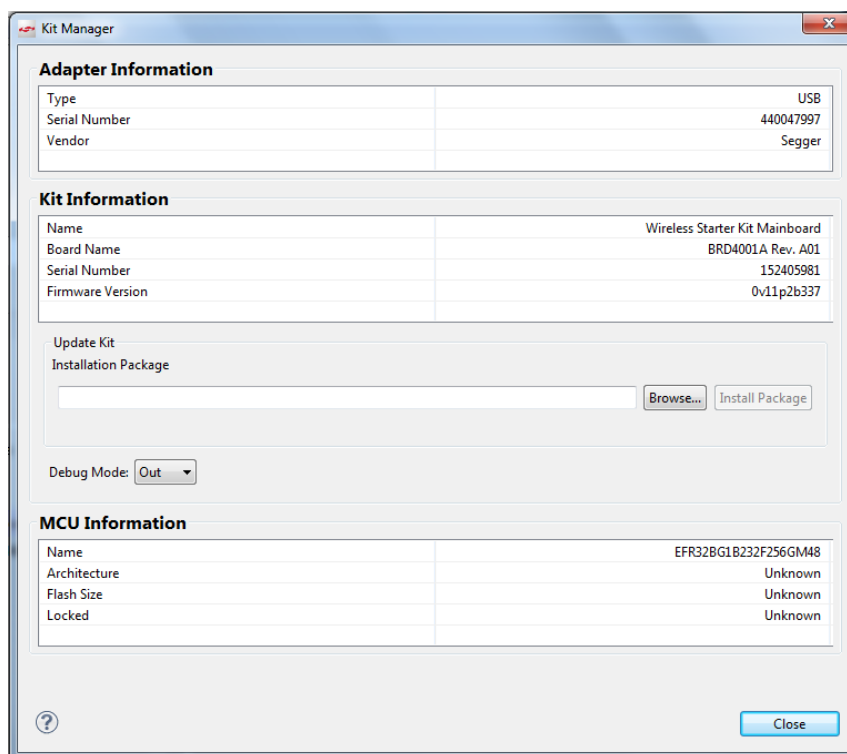 Kit Manager
Adapter Information
Type USB
Serial Number 440047997
Vendor Segger
Kit Information
Name Wireless Starter Kit Mainboard
Board Name BRD4001A Rev. A01
Serial Number 152405981
Firmware Version 0v11p2b337
Update Kit
Installation Package
Browse... Install Package
Debug Mode: Out
MCU Information
Name EFR32BG1B232F256GM48
Architecture Unknown
Flash Size Unknown
Locked Unknown
? Close